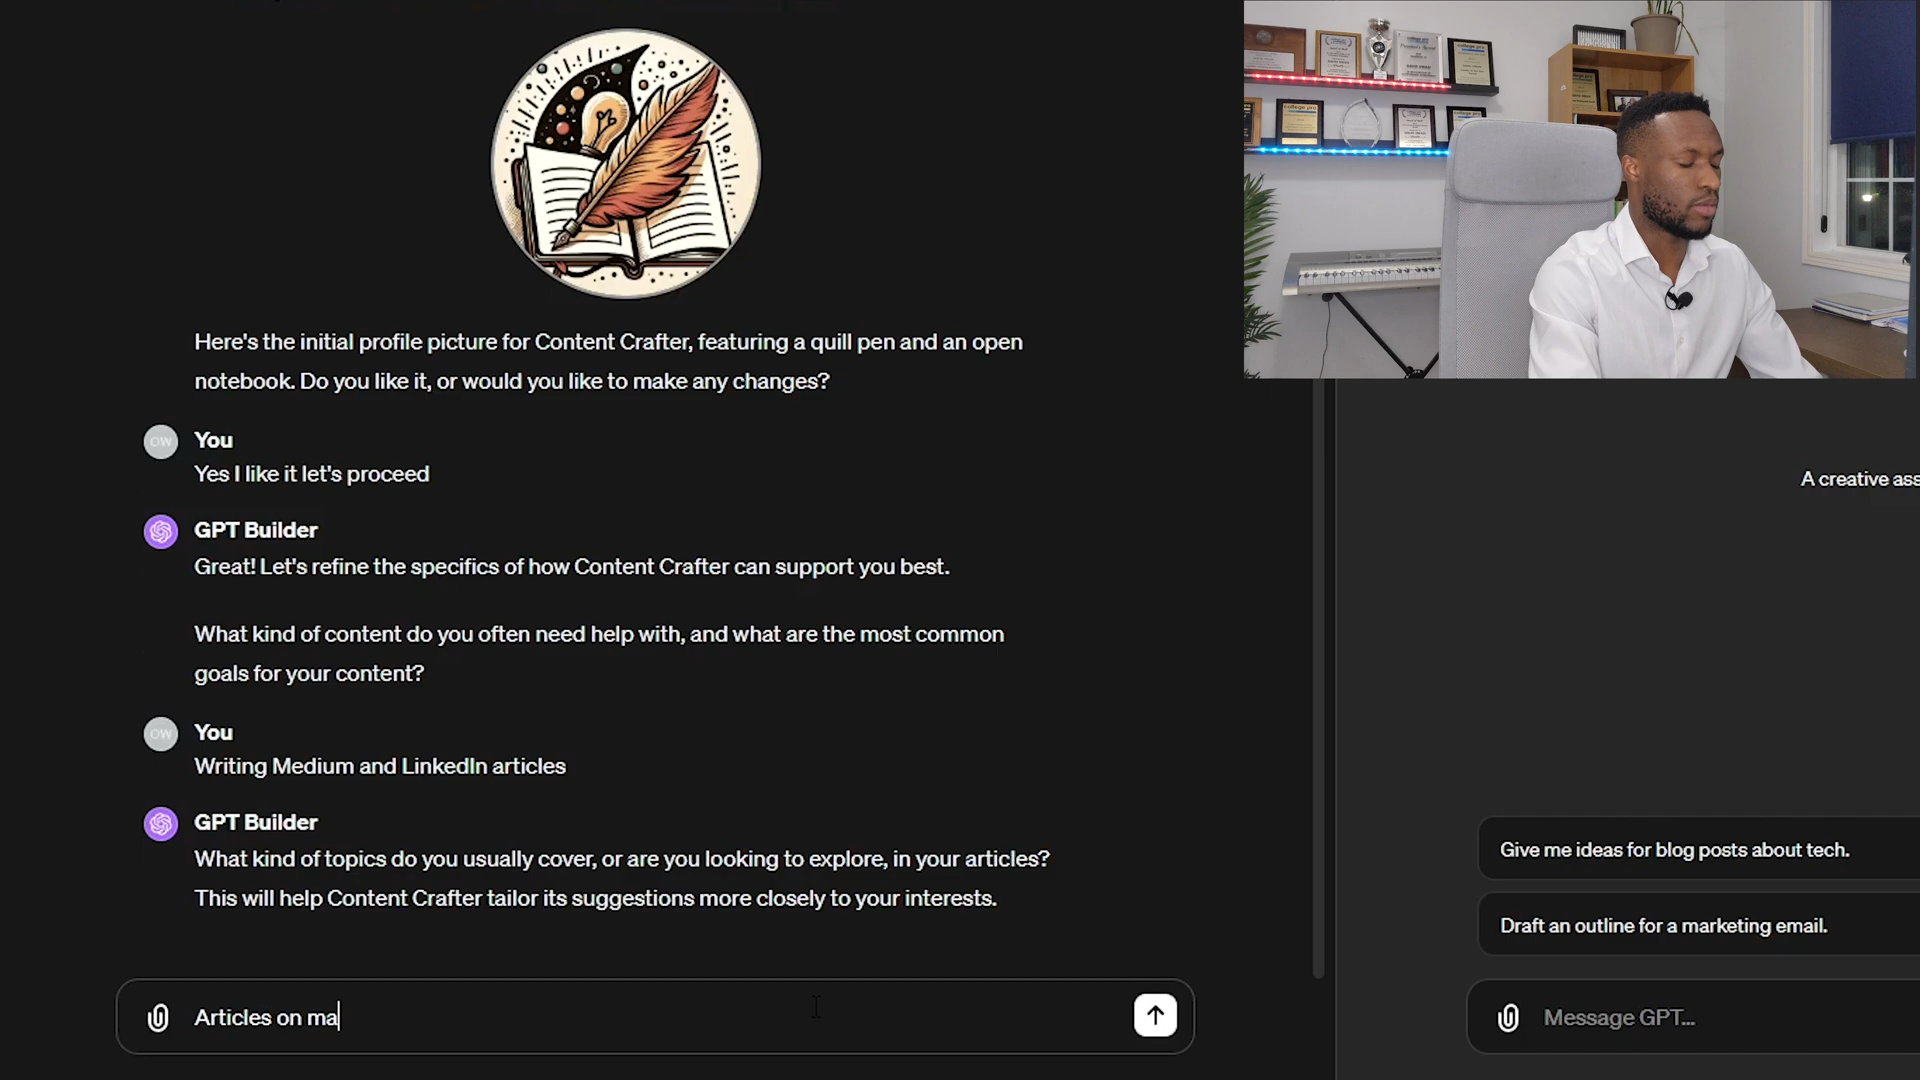 Here's the initial profile picture for Content Crafter, featuring a quill pen and an open
notebook. Do you like it, or would you like to make any changes?
OW
You
Yes I like it let's proceed
GPT Builder
Great! Let's refine the specifics of how Content Crafter can support you best.
What kind of content do you often need help with, and what are the most common
goals for your content?
OW
You
Writing Medium and LinkedIn articles
GPT Builder
What kind of topics do you usually cover, or are you looking to explore, in your articles?
This will help Content Crafter tailor its suggestions more closely to your interests.
Articles on ma
A creative ass
Give me ideas for blog posts about tech.
Draft an outline for a marketing email.
Message GPT...